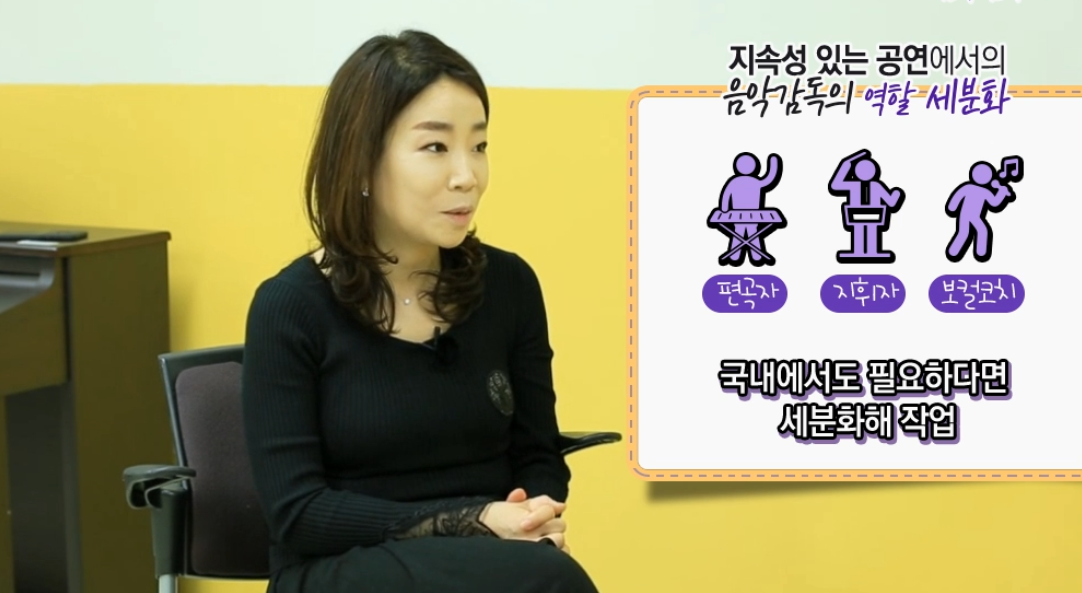 지속성 있는 공연에서의
음악감독의 역할 세분화
편곡자 지휘자 보컬코치
국내에서도 필요하다면
세분화해 작업